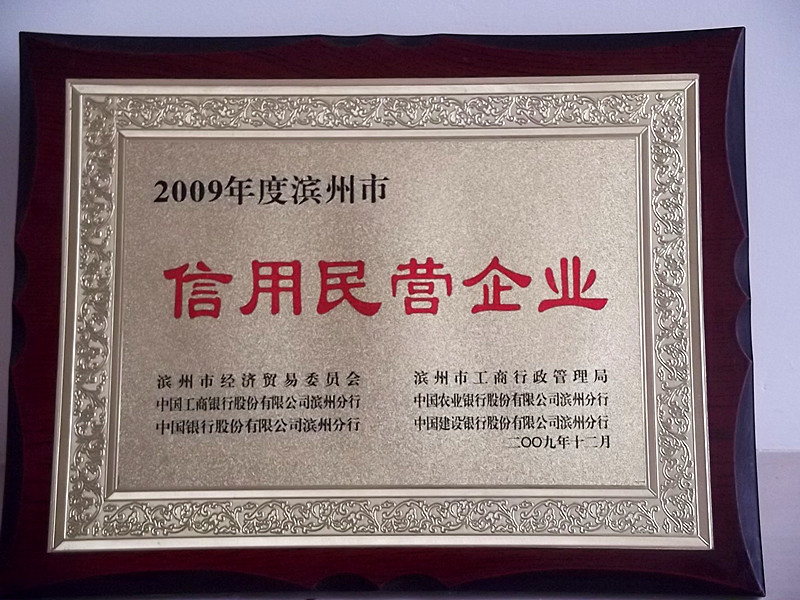 2009年度滨州市
信用民营企业
滨州市经济贸易委员会
中国工商银行股份有限公司滨州分行
中国银行股份有限公司滨州分行
滨州市工商行政管理局
中国农业银行股份有限公司滨州分行
中国建设银行股份有限公司滨州分行
二〇〇九年十二月